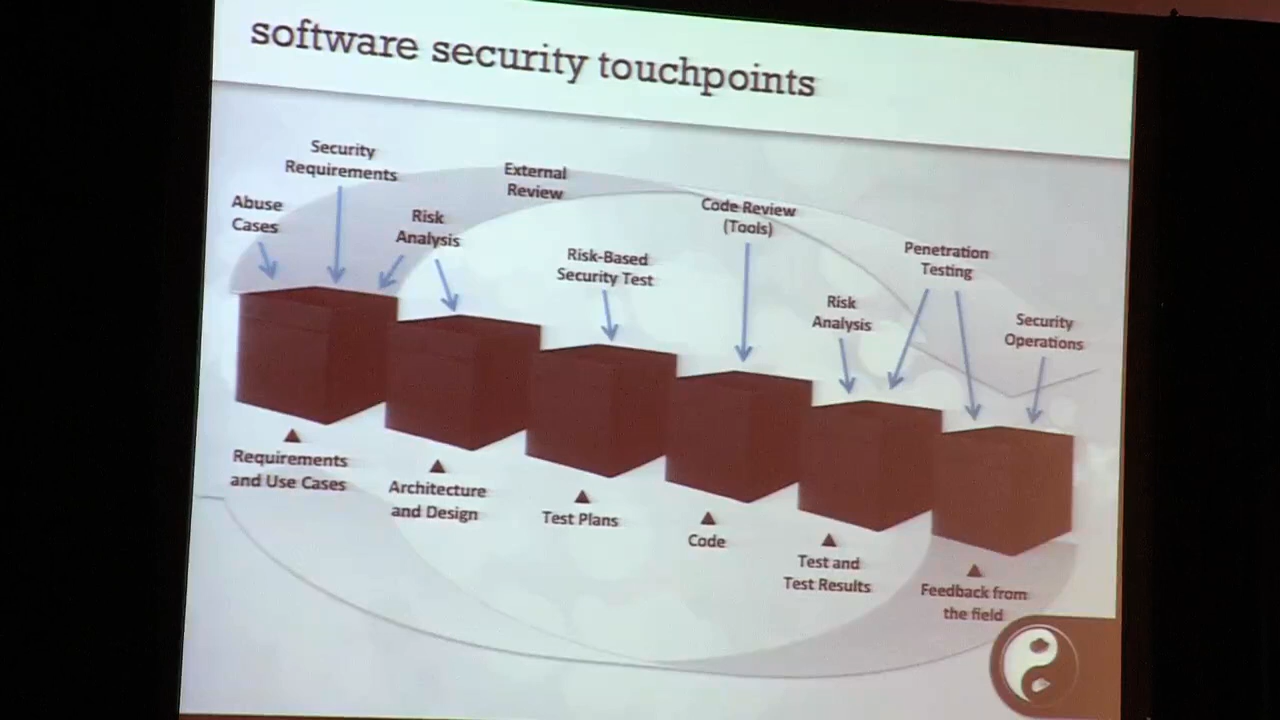 software security touchpoints
Security
Requirements
External
Review
Abuse
Cases
Risk
Analysis
Code Review
(Tools)
Risk-Based
Security Test
Penetration
Testing
Risk
Analysis
Security
Operations
Requirements
and Use Cases
Architecture
and Design
Test Plans
Code
Test and
Test Results
Feedback from
the field